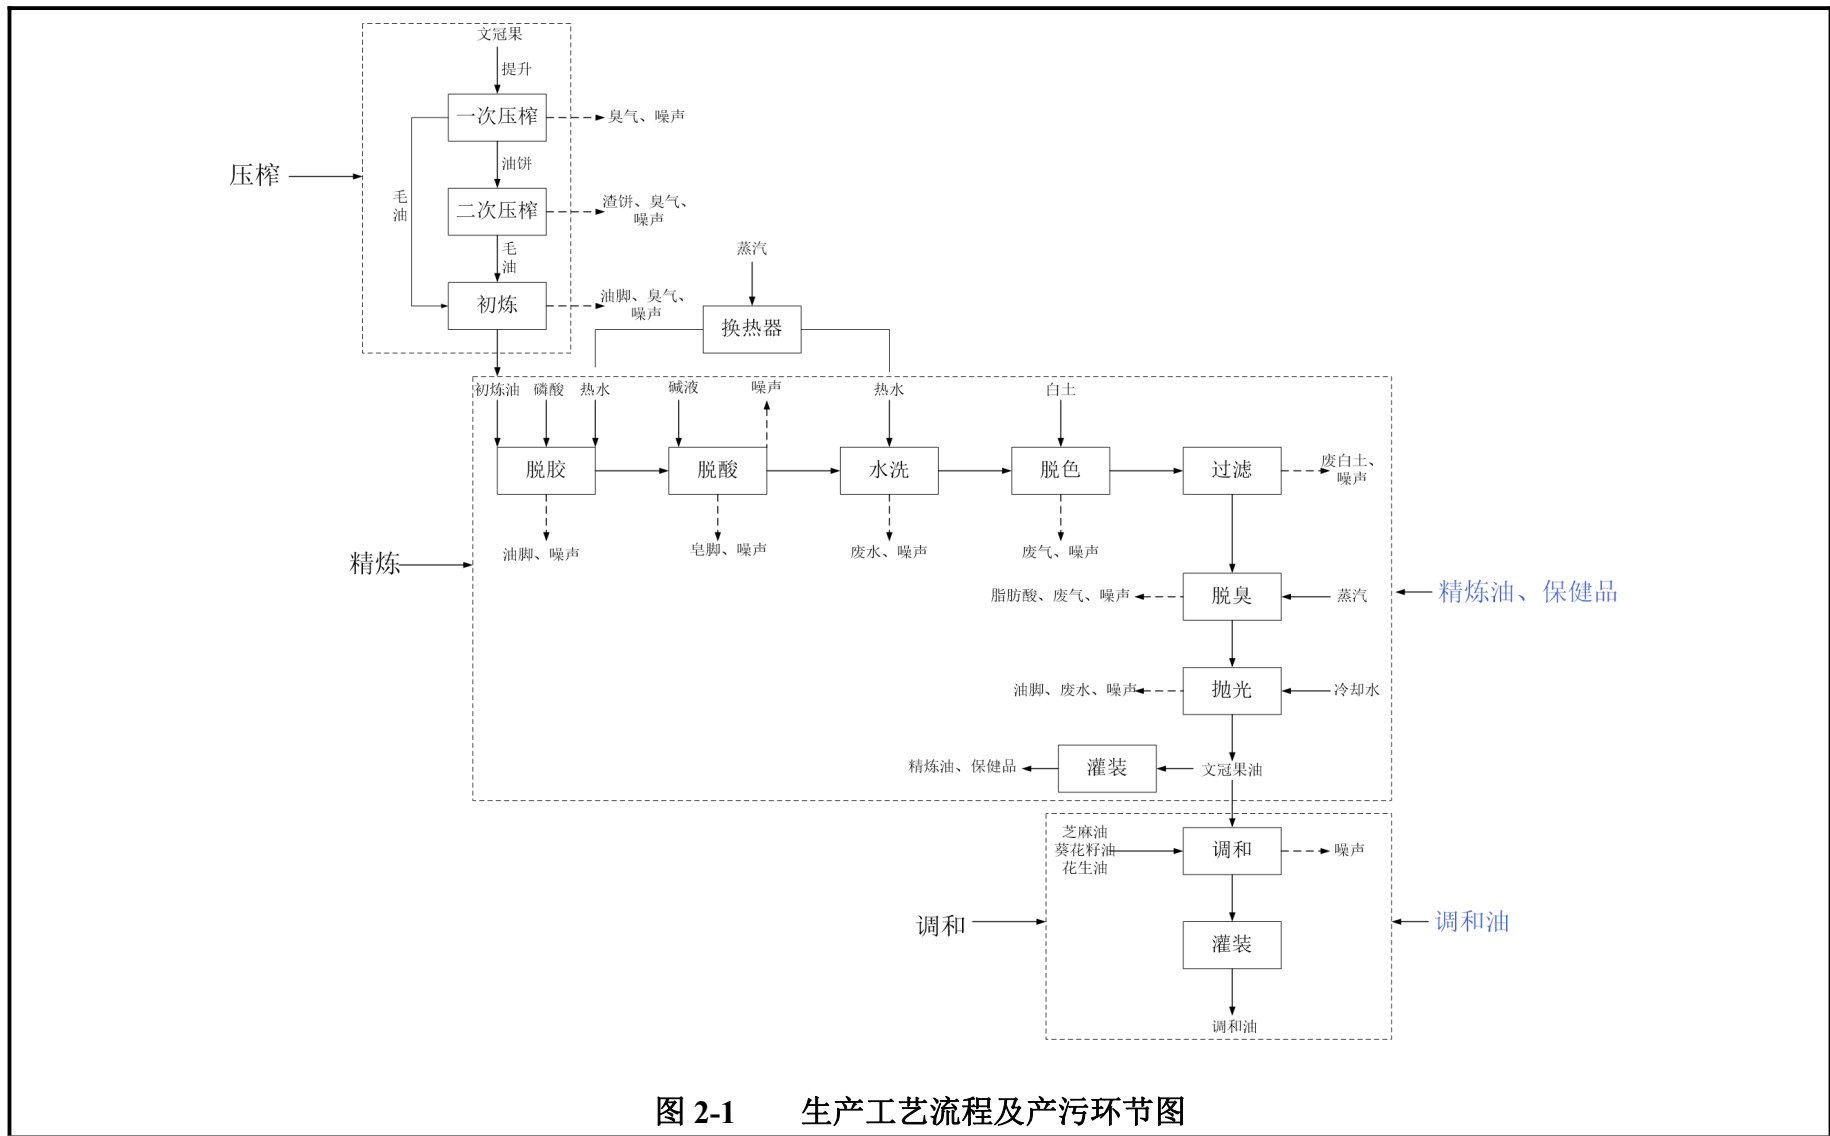 文冠果
提升
一次压榨
臭气、噪声
油饼
压榨
毛
油
二次压榨
渣饼、臭气、
噪声
毛
油
初炼
油脚、臭气、
噪声
蒸汽
换热器
初炼油
磷酸
热水
碱液
噪声
热水
白土
脱胶
脱酸
水洗
脱色
过滤
废白土、
噪声
油脚、噪声
皂脚、噪声
废水、噪声
废气、噪声
精炼
脂肪酸、废气、噪声
脱臭
蒸汽
精炼油、保健品
油脚、废水、噪声
抛光
冷却水
精炼油、保健品
灌装
文冠果油
芝麻油
葵花籽油
花生油
调和
噪声
调和
调和油
灌装
调和油
图 2-1 生产工艺流程及产污环节图